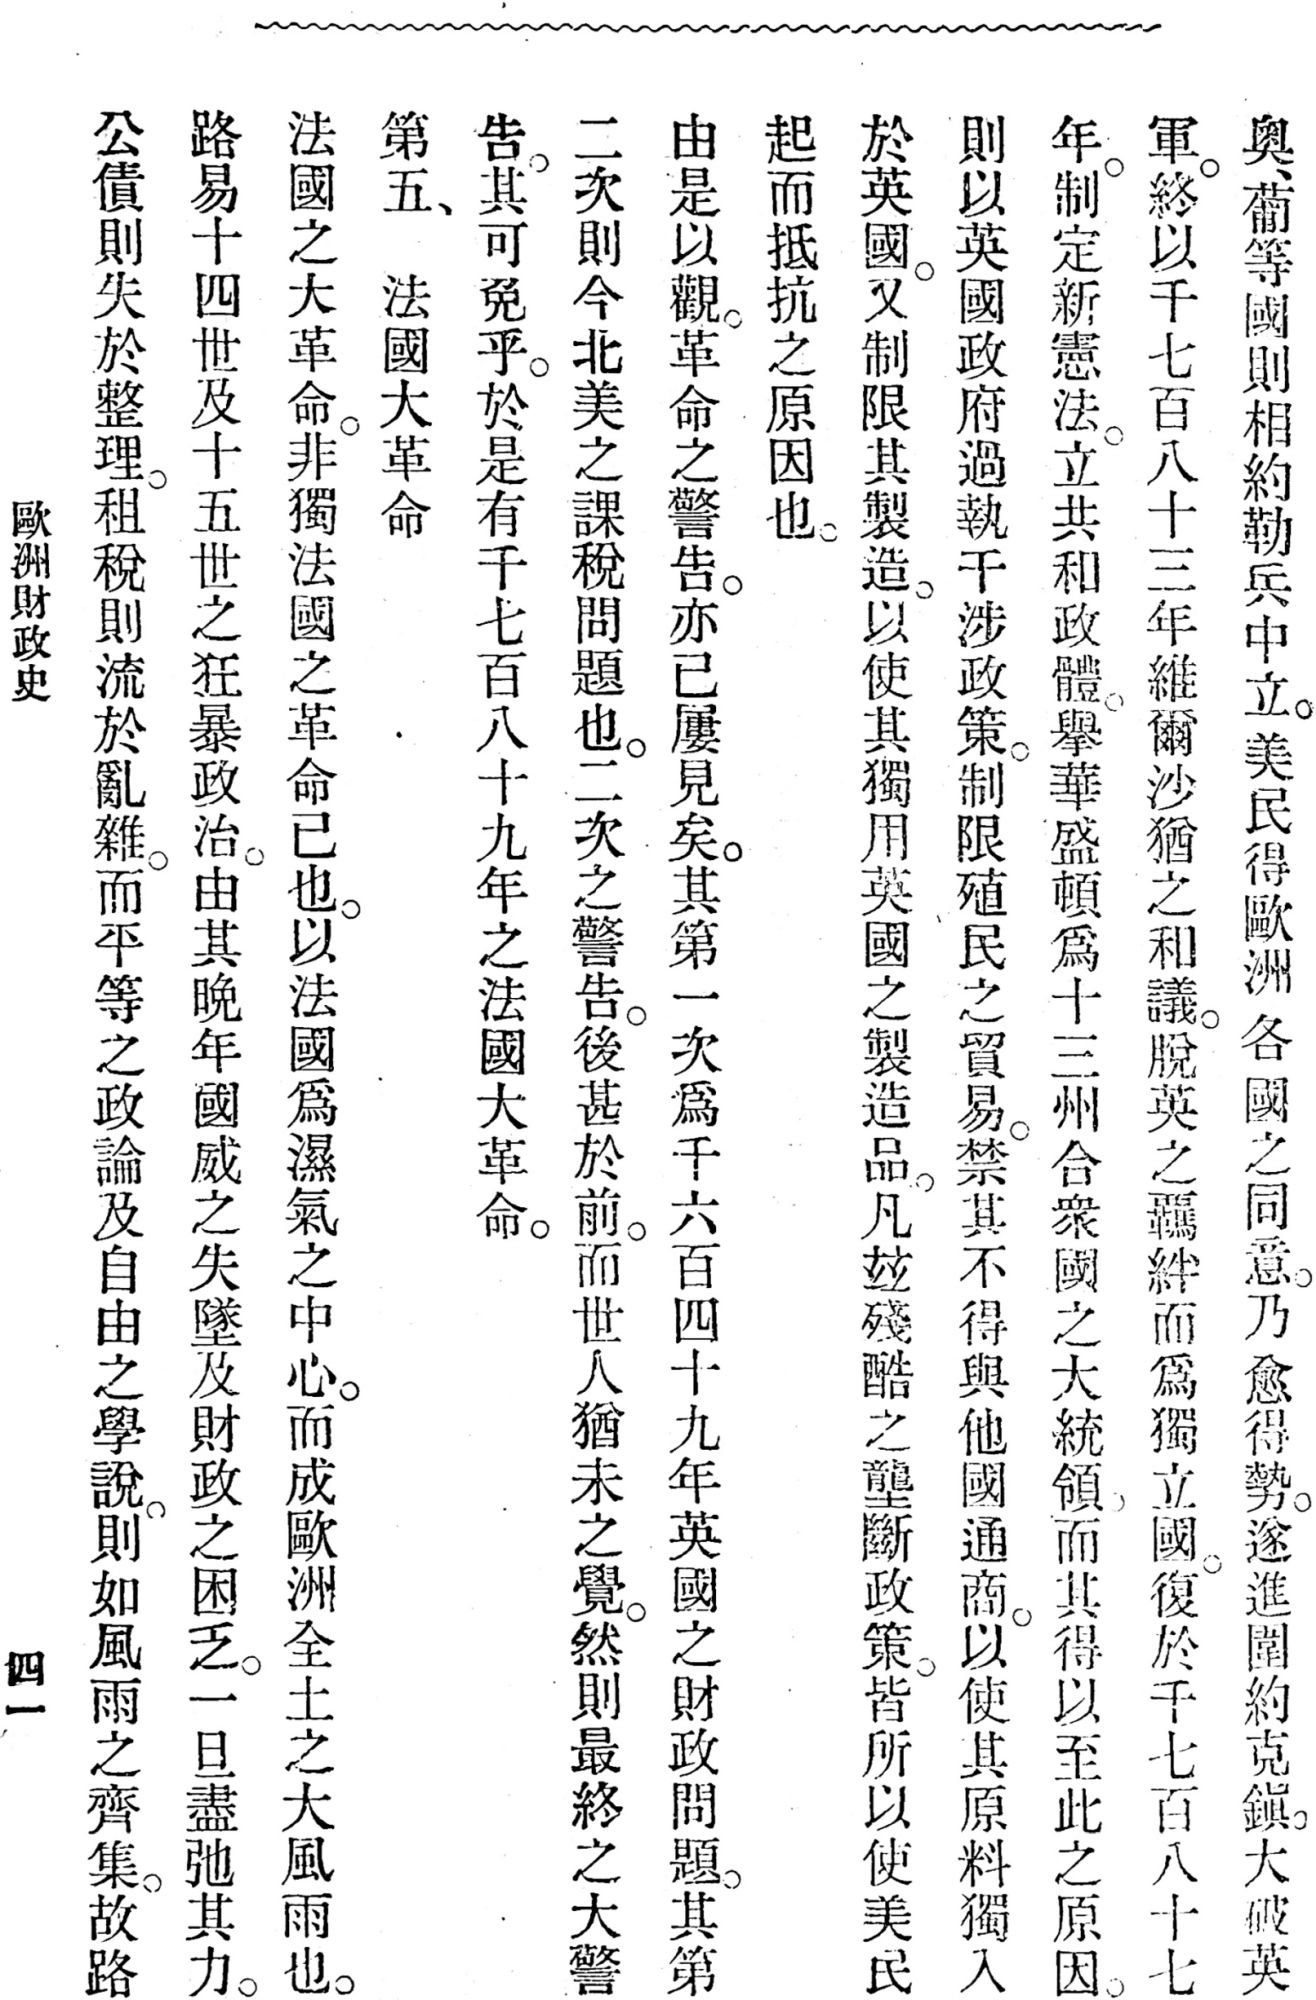 奧、葡等國則相約勒兵中立。美民得歐洲各國之同意。乃愈得勢。遂進圍約克鎭。大破英
軍。終以千七百八十三年維爾沙猶之和議。脫英之羈絆而爲獨立國。復於千七百八十七
年。制定新憲法。立共和政體。舉華盛頓爲十三州合衆國之大統領。而其得以至此之原因。
則以英國政府過執干涉政策。制限殖民之貿易。禁其不得與他國通商。以使其原料獨入
於英國。又制限其製造。以使其獨用英國之製造品。凡玆殘酷之壟斷政策。皆所以使美民
起而抵抗之原因也。
由是以觀。革命之警告。亦已屢見矣。其第一次爲千六百四十九年英國之財政問題。其第
二次則今北美之課稅問題也。二次之警告。後甚於前。而世人猶未之覺。然則最終之大警
告。其可免乎。於是有千七百八十九年之法國大革命。
第五、　法國大革命
法國之大革命。非獨法國之革命已也。以法國爲濕氣之中心。而成歐洲全土之大風雨也。
路易十四世及十五世之狂暴政治。由其晩年國威之失墜及財政之困乏。一旦盡弛其力。
公債則失於整理。租稅則流於亂雜。而平等之政論及自由之學說。則如風雨之齊集。故路
歐洲財政史
四一